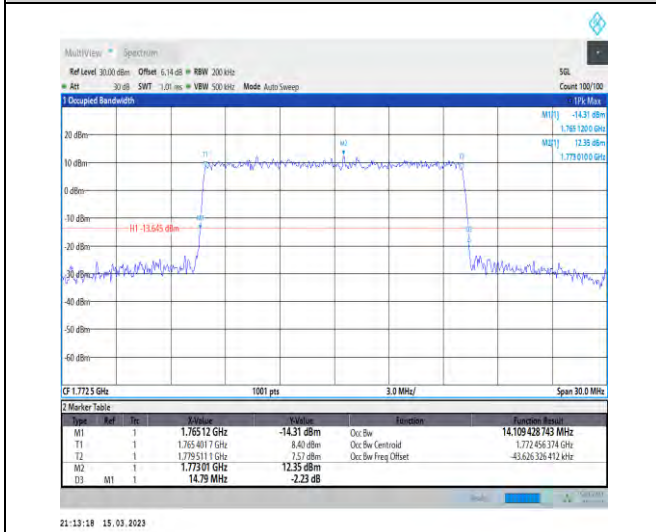 MultiView Spectrum
Ref Level 30.00 dBm Offset 6.14 dB RBW 200 kHz SGL
Att 30 dB SWT 1.01 ms VBW 500 kHz Mode Auto Sweep Count 100/100
1 Occupied Bandwidth 1Pk Max
M1[1] -14.31 dBm
1.765 120 0 GHz
M2[1] 12.35 dBm
1.773 010 0 GHz
20 dBm
M2
T1
T2
10 dBm
0 dBm
-10 dBm
M1
H1 -13.645 dBm
D3
-20 dBm
-30 dBm
-40 dBm
-50 dBm
-60 dBm
CF 1.772 5 GHz 1001 pts 3.0 MHz/ Span 30.0 MHz
2 Marker Table
Type Ref Trc X-Value Y-Value Function Function Result
M1 1 1.765 12 GHz -14.31 dBm Occ Bw 14.109 428 743 MHz
T1 1 1.765 401 7 GHz 8.40 dBm Occ Bw Centroid 1.772 456 374 GHz
T2 1 1.779 511 1 GHz 7.57 dBm Occ Bw Freq Offset -43.626 326 412 kHz
M2 1 1.773 01 GHz 12.35 dBm
D3 M1 1 14.79 MHz -2.23 dB
Ready
21:13:18 15.03.2023